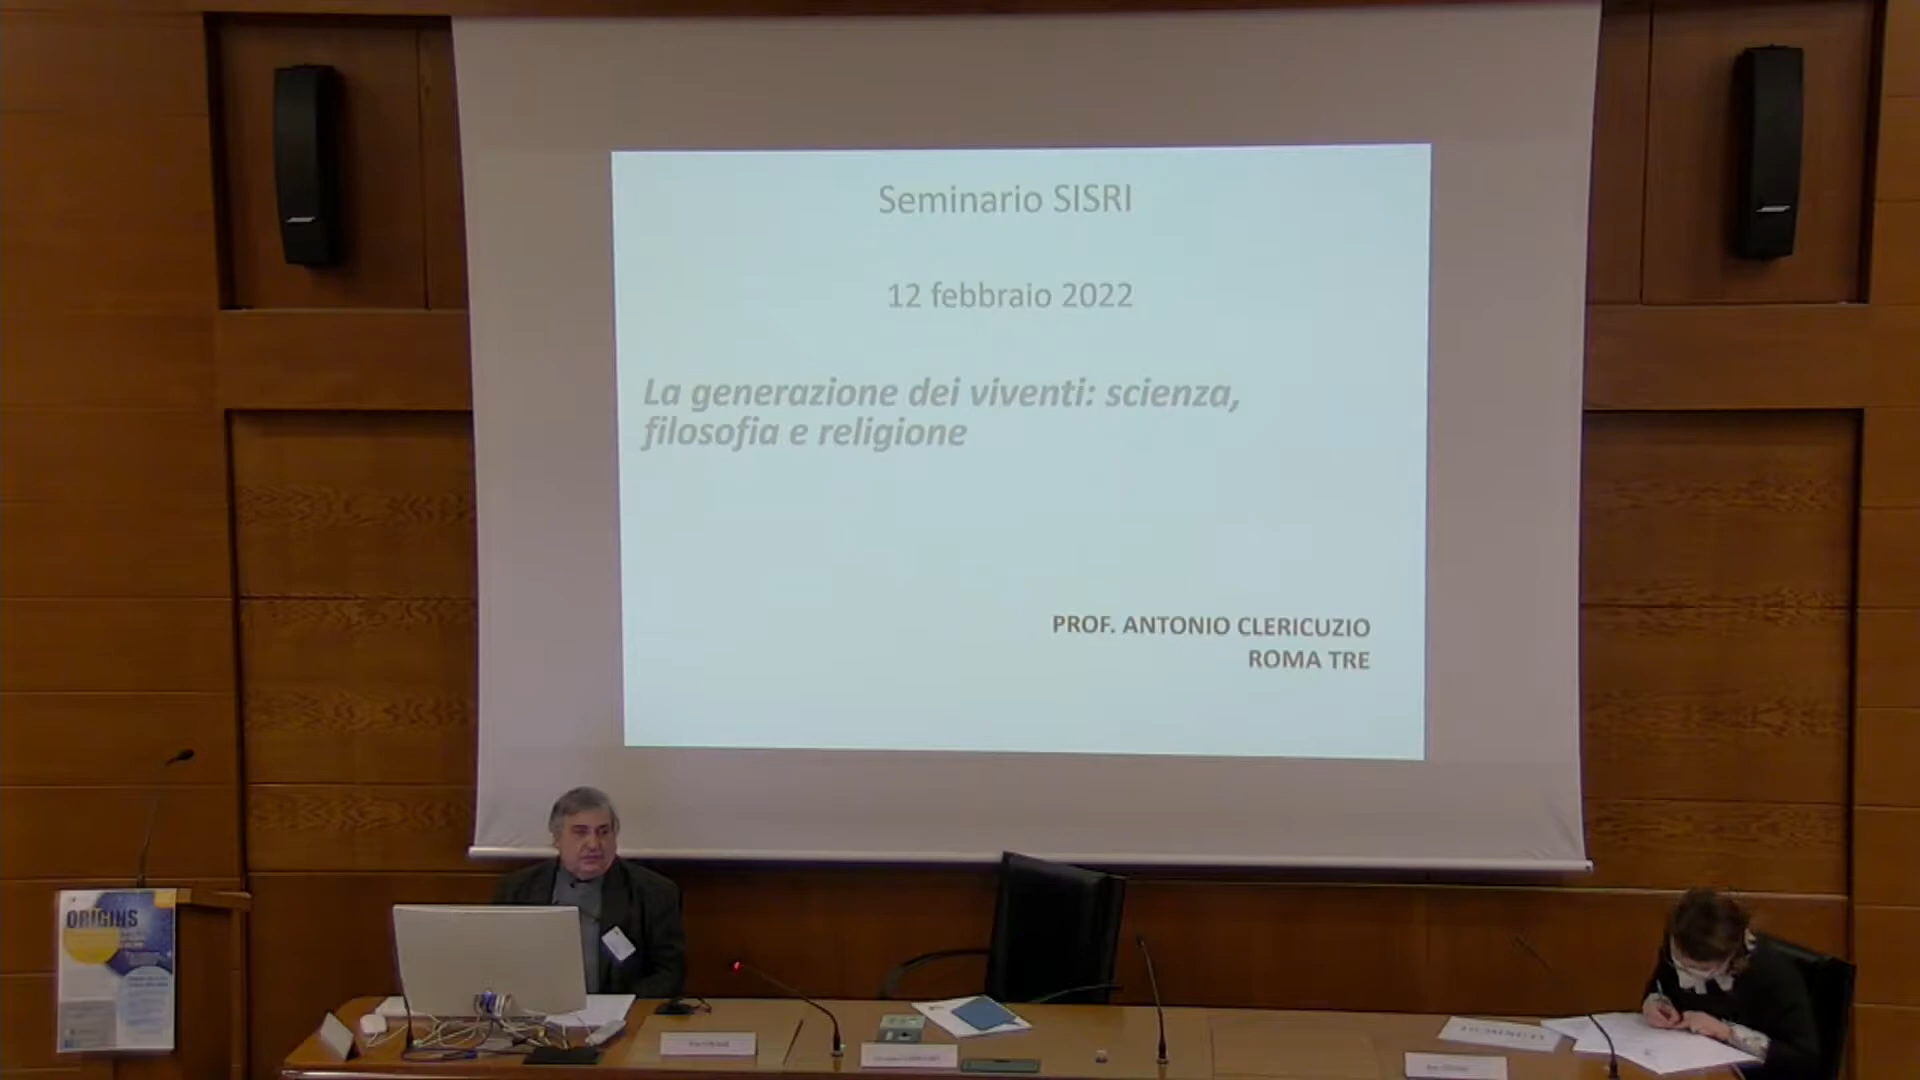 Seminario SISRI
12 febbraio 2022
La generazione dei viventi: scienza,
filosofia e religione
PROF. ANTONIO CLERICUZIO
ROMA TRE
ORIGINS